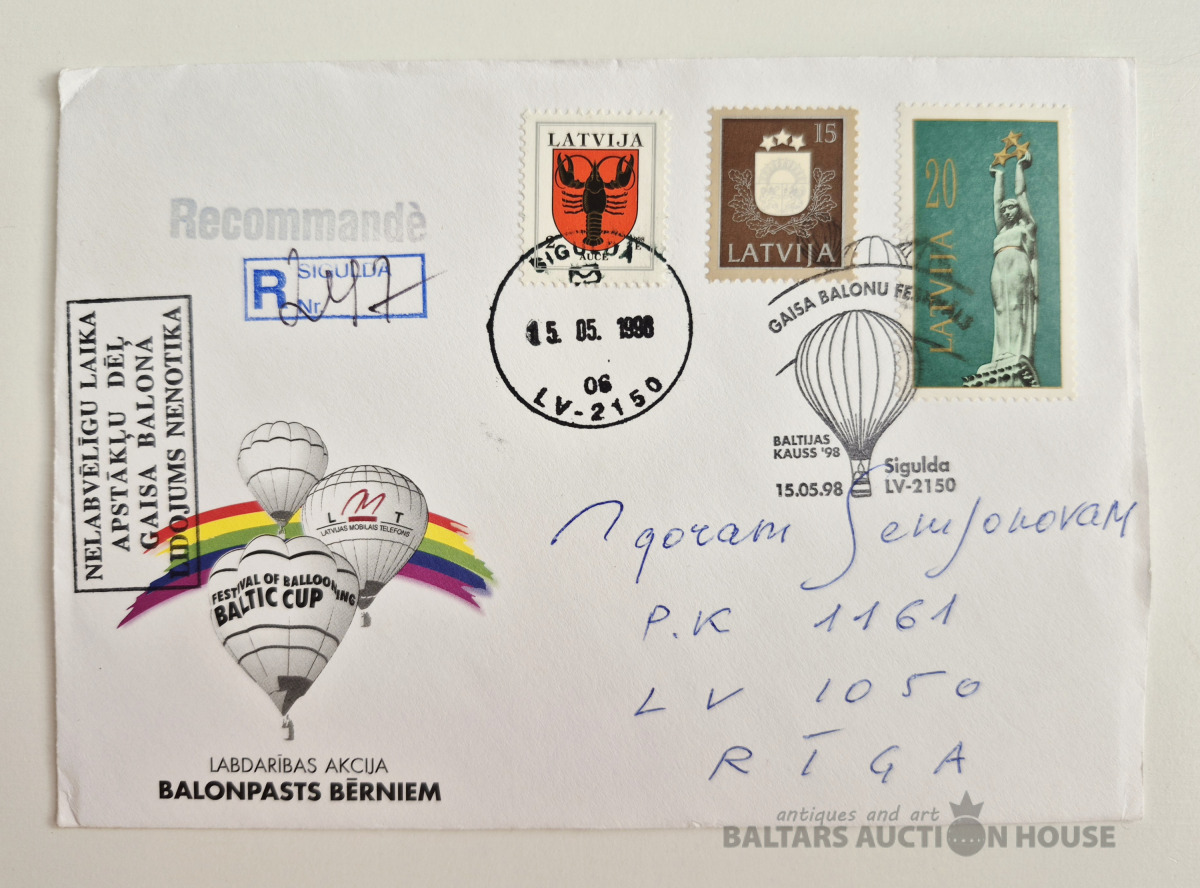 LATVIJA
AUCE
15
LATVIJA
20
LATVIJA
Recommandè
R SIGULDA
Nr. 247
SIGULDA
15. 05. 1998
06
LV-2150
GAISA BALONU
BALTIJAS
KAUSS '98
15.05.98
Sigulda
LV-2150
NELABVĒLĪGU LAIKA
APSTĀKĻU DĒĻ
GAISA BALONA
LIDOJUMS NENOTIKA
L M T
LATVIJAS MOBILAIS TELEFONS
FESTIVAL OF BALLOONING
BALTIC CUP
LABDARĪBAS AKCIJA
BALONPASTS BĒRNIEM
Igoram Semjonovam
P.K 1161
LV 1050
RĪGA
antiques and art
BALTARS AUCTION HOUSE